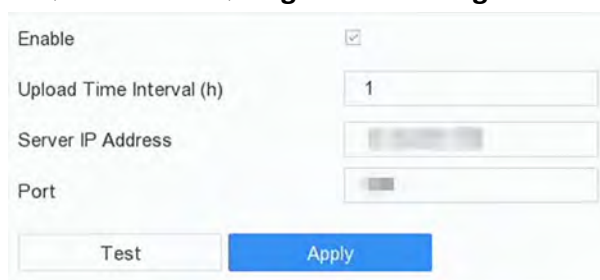 Enable
Upload Time Interval (h) 1
Server IP Address
Port
Test Apply